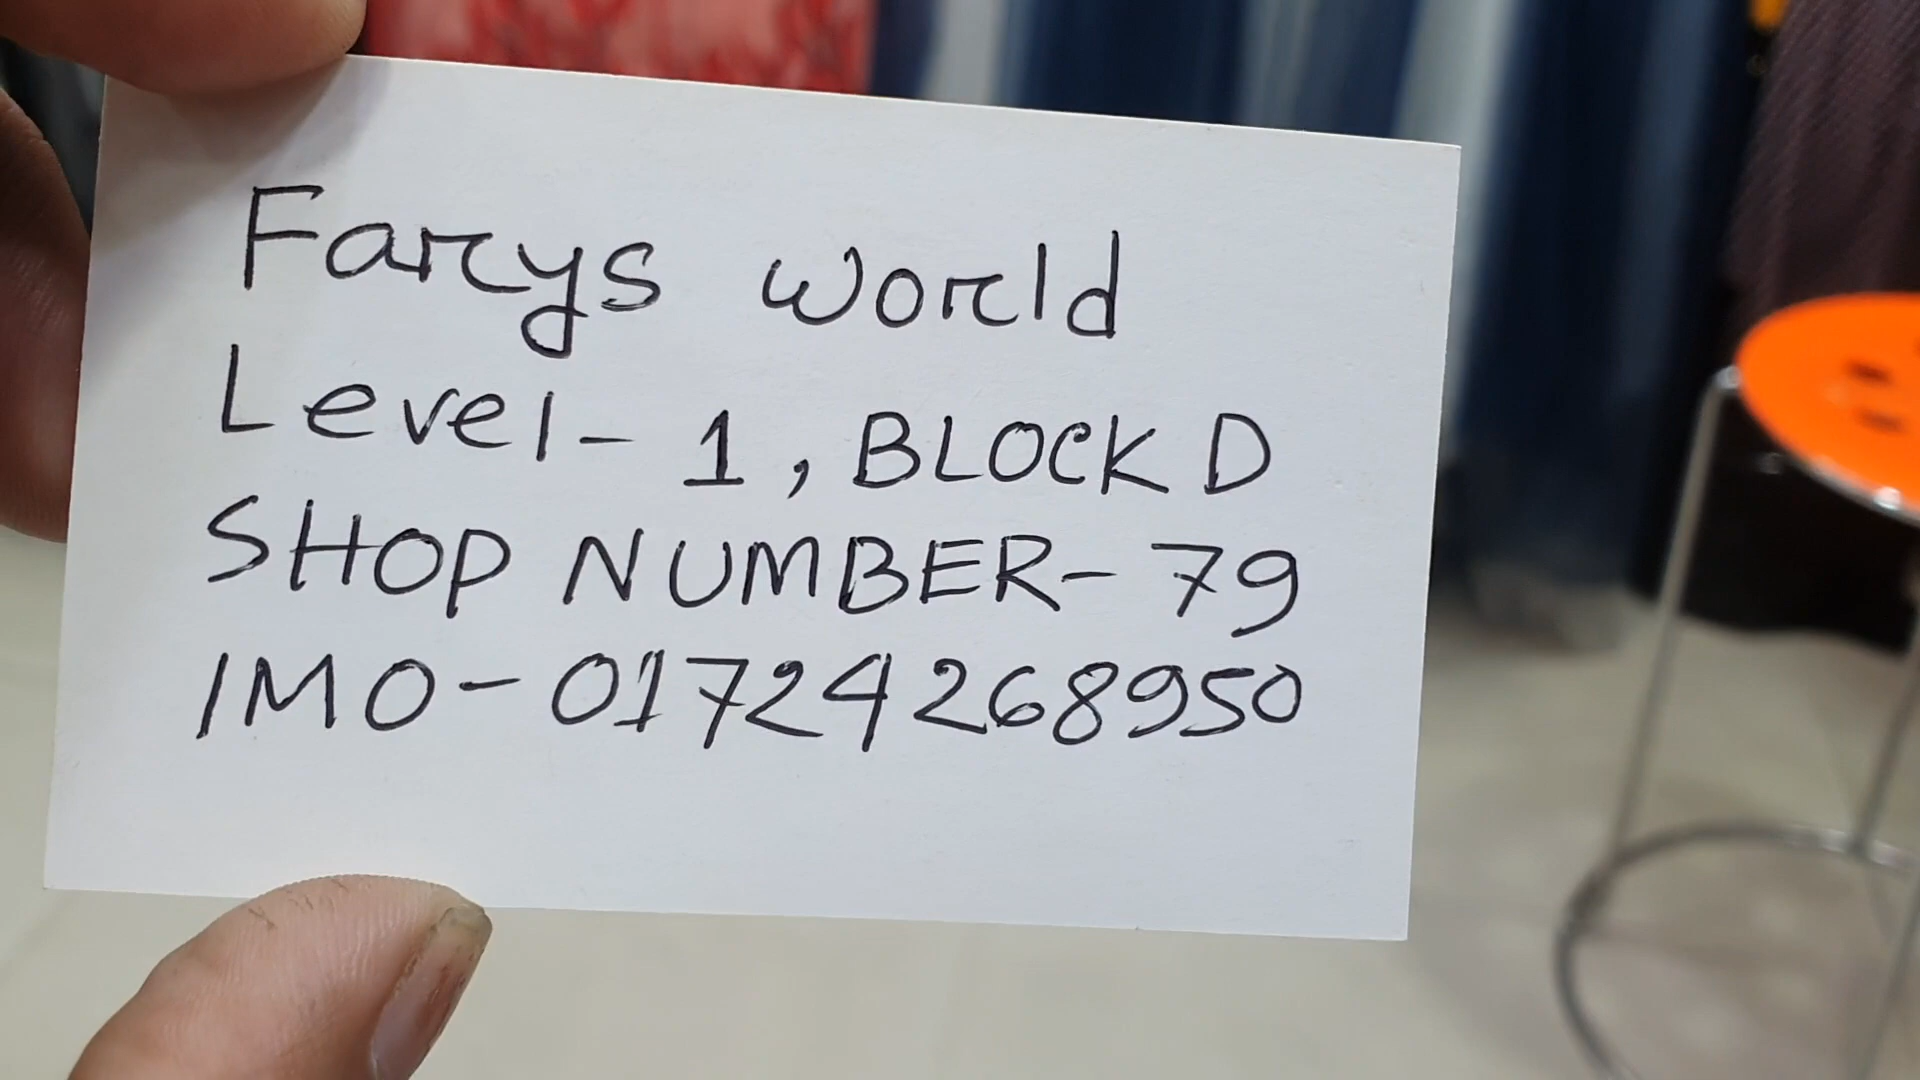 Farys world
Level- 1, BLOCK D
SHOP NUMBER- 79
IMO- 01724268950